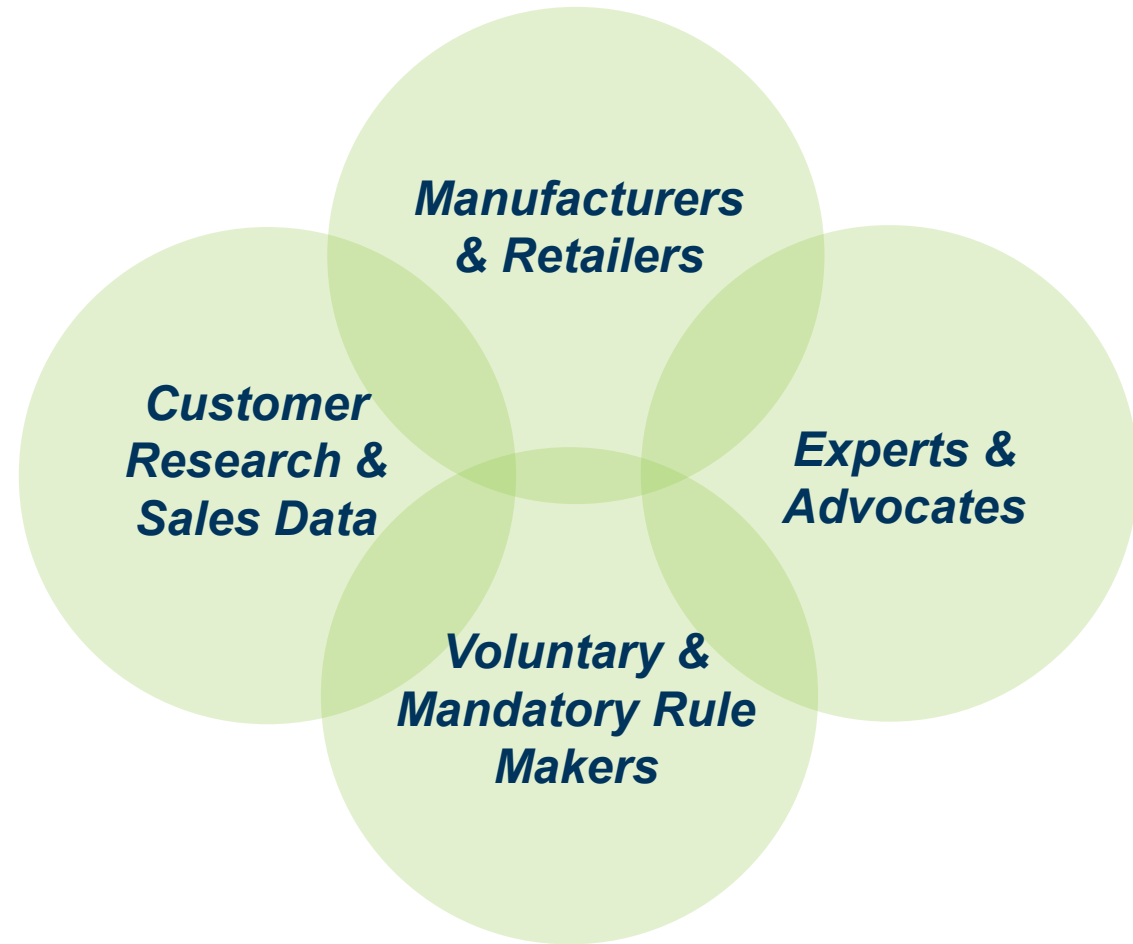 Manufacturers
& Retailers
Customer
Research &
Sales Data
Experts &
Advocates
Voluntary &
Mandatory Rule
Makers